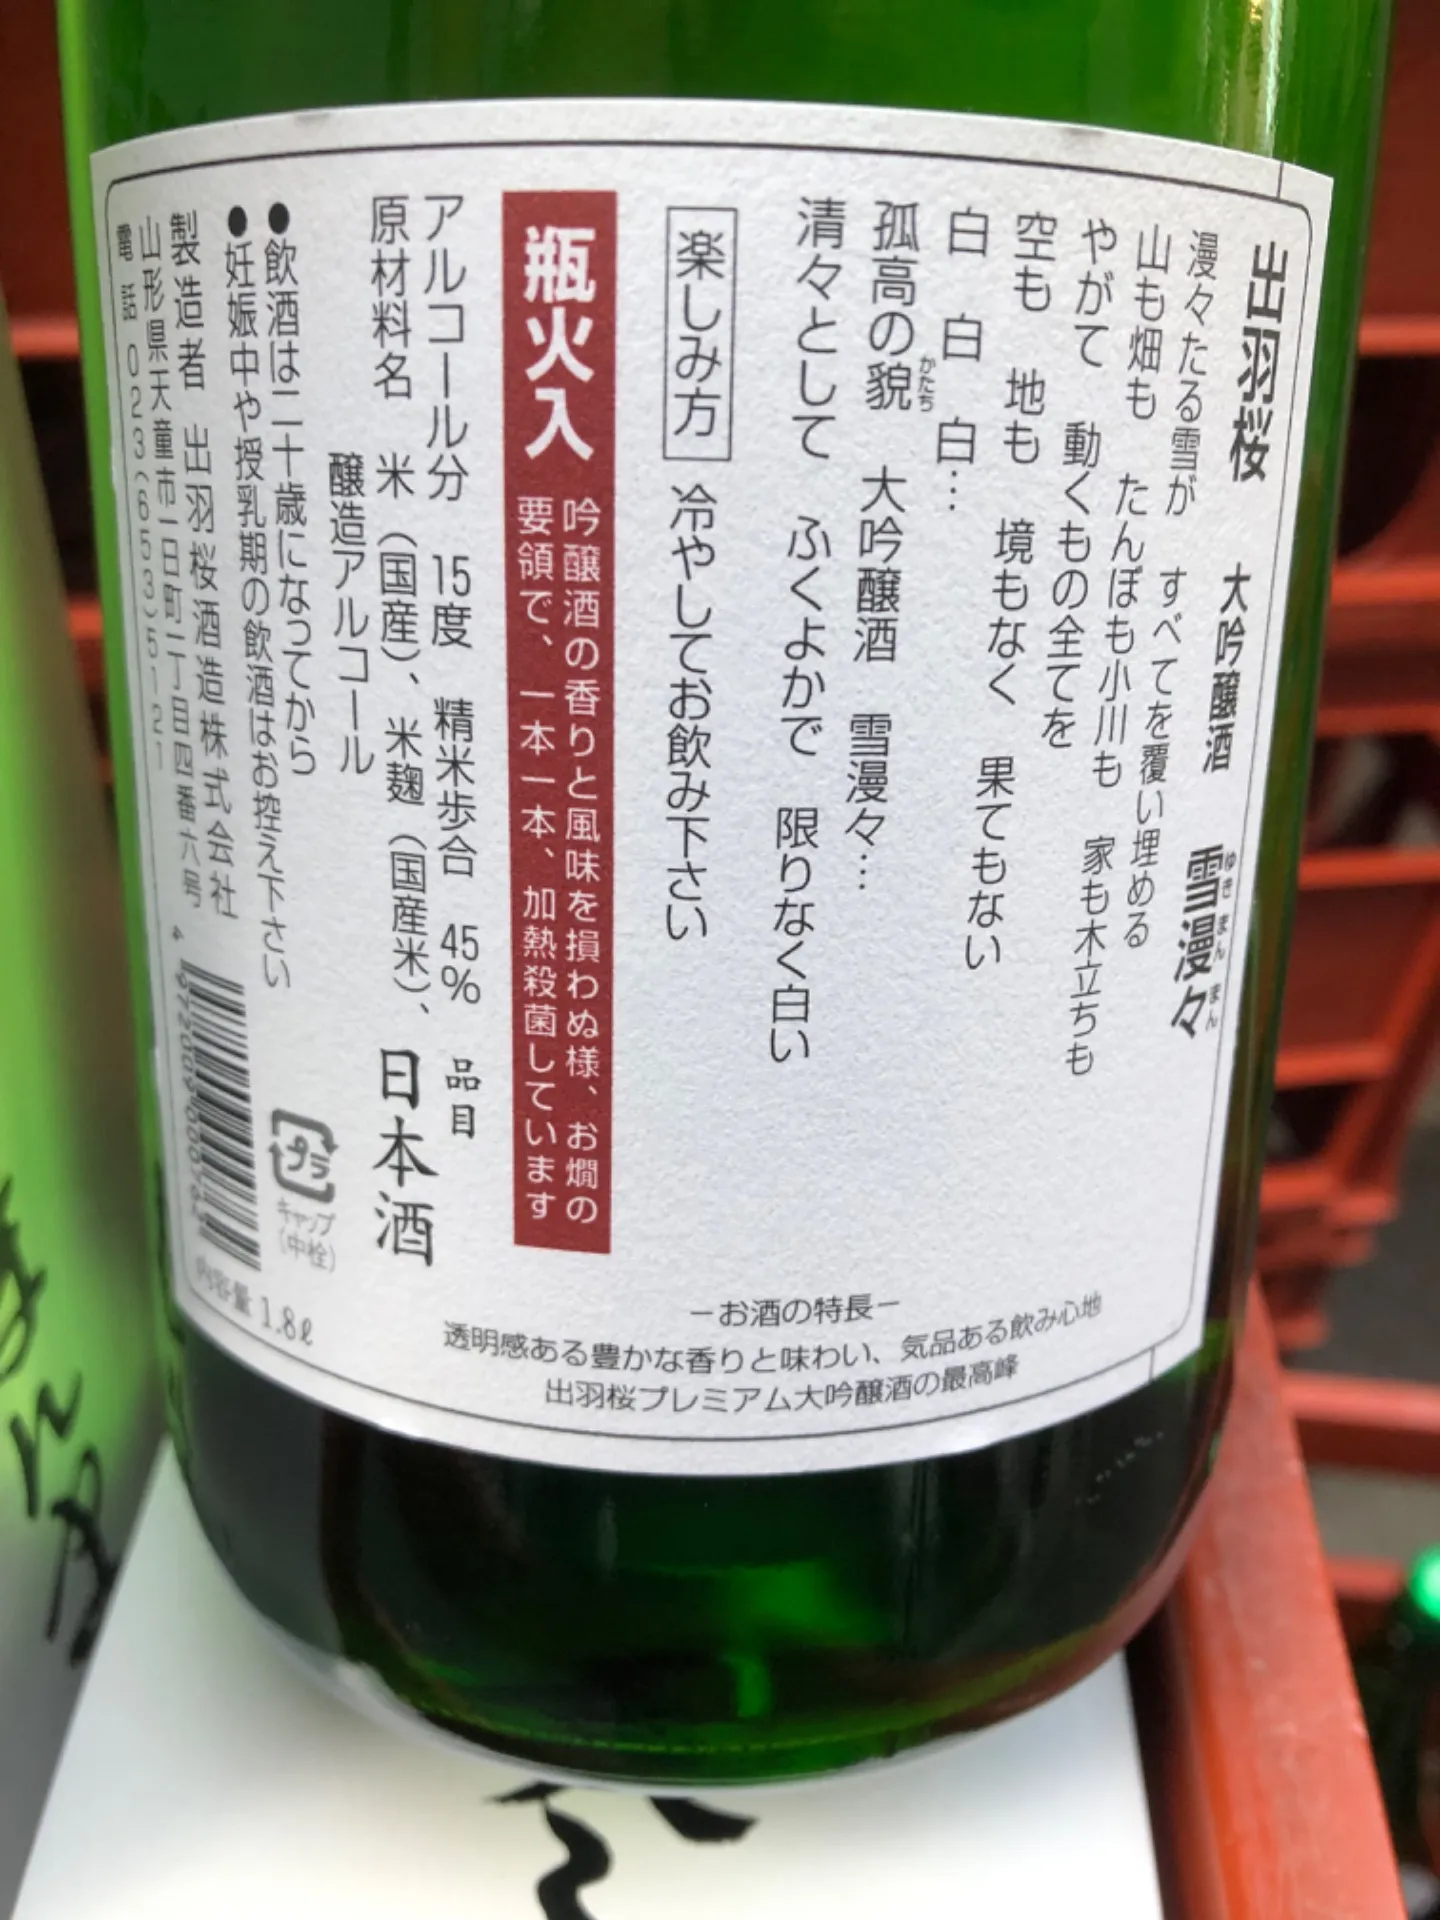 出羽桜 大吟醸酒 雪漫々
ゆきまんまん
漫々たる雪が すべてを覆い埋める
山も畑も たんぼも小川も 家も木立ちも
やがて 動くもの全てを
空も 地も 境もなく 果てもない
白 白 白…
孤高の貌 大吟醸酒 雪漫々…
かたち
清々として ふくよかで 限りなく白い
楽しみ方 冷やしてお飲み下さい
瓶火入
吟醸酒の香りと風味を損わぬ様、お燗の
要領で、一本一本、加熱殺菌しています
アルコール分 15度 精米歩合 45% 品目
日本酒
原材料名 米(国産)、米麹(国産米)、
醸造アルコール
●飲酒は二十歳になってから
●妊娠中や授乳期の飲酒はお控え下さい
製造者 出羽桜酒造株式会社
山形県天童市一日町一丁目四番六号
電話 023(653)5121
プラ
キャップ
(中栓)
内容量 1.8ℓ
−お酒の特長−
透明感ある豊かな香りと味わい、気品ある飲み心地
出羽桜プレミアム大吟醸酒の最高峰